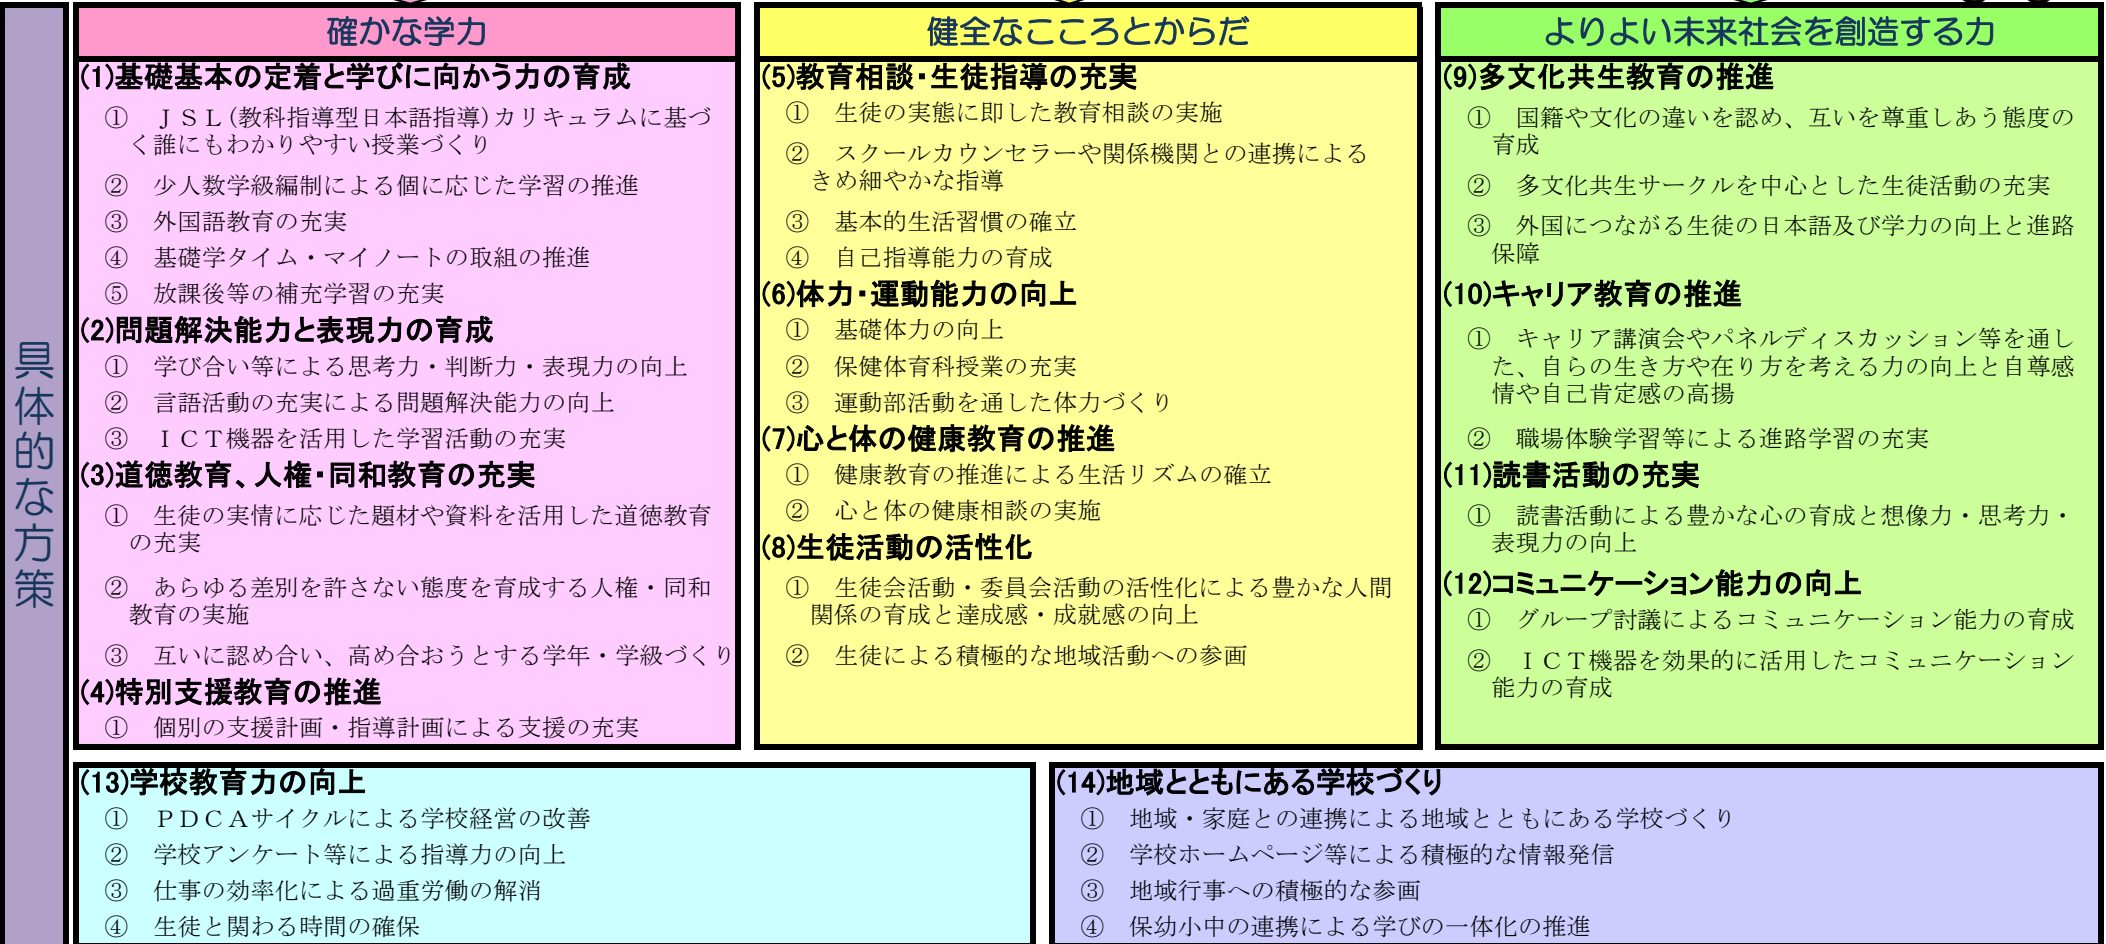 具体的な方策
確かな学力
(1)基礎基本の定着と学びに向かう力の育成
①　ＪＳＬ(教科指導型日本語指導)カリキュラムに基づ
く誰にもわかりやすい授業づくり
②　少人数学級編制による個に応じた学習の推進
③　外国語教育の充実
④　基礎学タイム・マイノートの取組の推進
⑤　放課後等の補充学習の充実
(2)問題解決能力と表現力の育成
①　学び合い等による思考力・判断力・表現力の向上
②　言語活動の充実による問題解決能力の向上
③　ＩＣＴ機器を活用した学習活動の充実
(3)道徳教育、人権・同和教育の充実
①　生徒の実情に応じた題材や資料を活用した道徳教育
の充実
②　あらゆる差別を許さない態度を育成する人権・同和
教育の実施
③　互いに認め合い、高め合おうとする学年・学級づくり
(4)特別支援教育の推進
①　個別の支援計画・指導計画による支援の充実
健全なこころとからだ
(5)教育相談・生徒指導の充実
①　生徒の実態に即した教育相談の実施
②　スクールカウンセラーや関係機関との連携による
きめ細やかな指導
③　基本的生活習慣の確立
④　自己指導能力の育成
(6)体力・運動能力の向上
①　基礎体力の向上
②　保健体育科授業の充実
③　運動部活動を通した体力づくり
(7)心と体の健康教育の推進
①　健康教育の推進による生活リズムの確立
②　心と体の健康相談の実施
(8)生徒活動の活性化
①　生徒会活動・委員会活動の活性化による豊かな人間
関係の育成と達成感・成就感の向上
②　生徒による積極的な地域活動への参画
よりよい未来社会を創造する力
(9)多文化共生教育の推進
①　国籍や文化の違いを認め、互いを尊重しあう態度の
育成
②　多文化共生サークルを中心とした生徒活動の充実
③　外国につながる生徒の日本語及び学力の向上と進路
保障
(10)キャリア教育の推進
①　キャリア講演会やパネルディスカッション等を通し
た、自らの生き方や在り方を考える力の向上と自尊感
情や自己肯定感の高揚
②　職場体験学習等による進路学習の充実
(11)読書活動の充実
①　読書活動による豊かな心の育成と想像力・思考力・
表現力の向上
(12)コミュニケーション能力の向上
①　グループ討議によるコミュニケーション能力の育成
②　ＩＣＴ機器を効果的に活用したコミュニケーション
能力の育成
(13)学校教育力の向上
①　ＰＤＣＡサイクルによる学校経営の改善
②　学校アンケート等による指導力の向上
③　仕事の効率化による過重労働の解消
④　生徒と関わる時間の確保
(14)地域とともにある学校づくり
①　地域・家庭との連携による地域とともにある学校づくり
②　学校ホームページ等による積極的な情報発信
③　地域行事への積極的な参画
④　保幼小中の連携による学びの一体化の推進